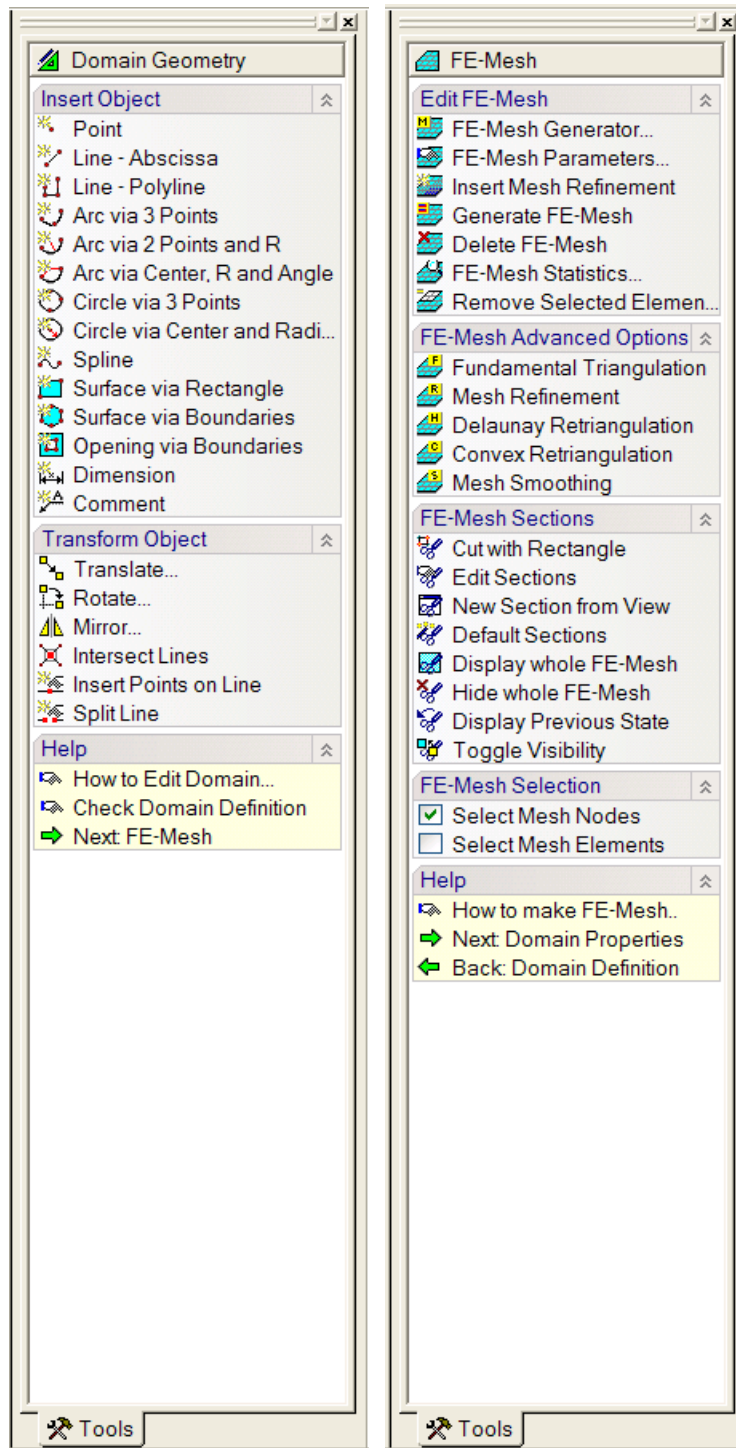 Domain Geometry
Insert Object
Point
Line - Abscissa
Line - Polyline
Arc via 3 Points
Arc via 2 Points and R
Arc via Center, R and Angle
Circle via 3 Points
Circle via Center and Radi...
Spline
Surface via Rectangle
Surface via Boundaries
Opening via Boundaries
Dimension
Comment
Transform Object
Translate...
Rotate...
Mirror...
Intersect Lines
Insert Points on Line
Split Line
Help
How to Edit Domain...
Check Domain Definition
Next: FE-Mesh
Tools
FE-Mesh
Edit FE-Mesh
FE-Mesh Generator...
FE-Mesh Parameters...
Insert Mesh Refinement
Generate FE-Mesh
Delete FE-Mesh
FE-Mesh Statistics...
Remove Selected Elemen...
FE-Mesh Advanced Options
Fundamental Triangulation
Mesh Refinement
Delaunay Retriangulation
Convex Retriangulation
Mesh Smoothing
FE-Mesh Sections
Cut with Rectangle
Edit Sections
New Section from View
Default Sections
Display whole FE-Mesh
Hide whole FE-Mesh
Display Previous State
Toggle Visibility
FE-Mesh Selection
Select Mesh Nodes
Select Mesh Elements
Help
How to make FE-Mesh..
Next: Domain Properties
Back: Domain Definition
Tools